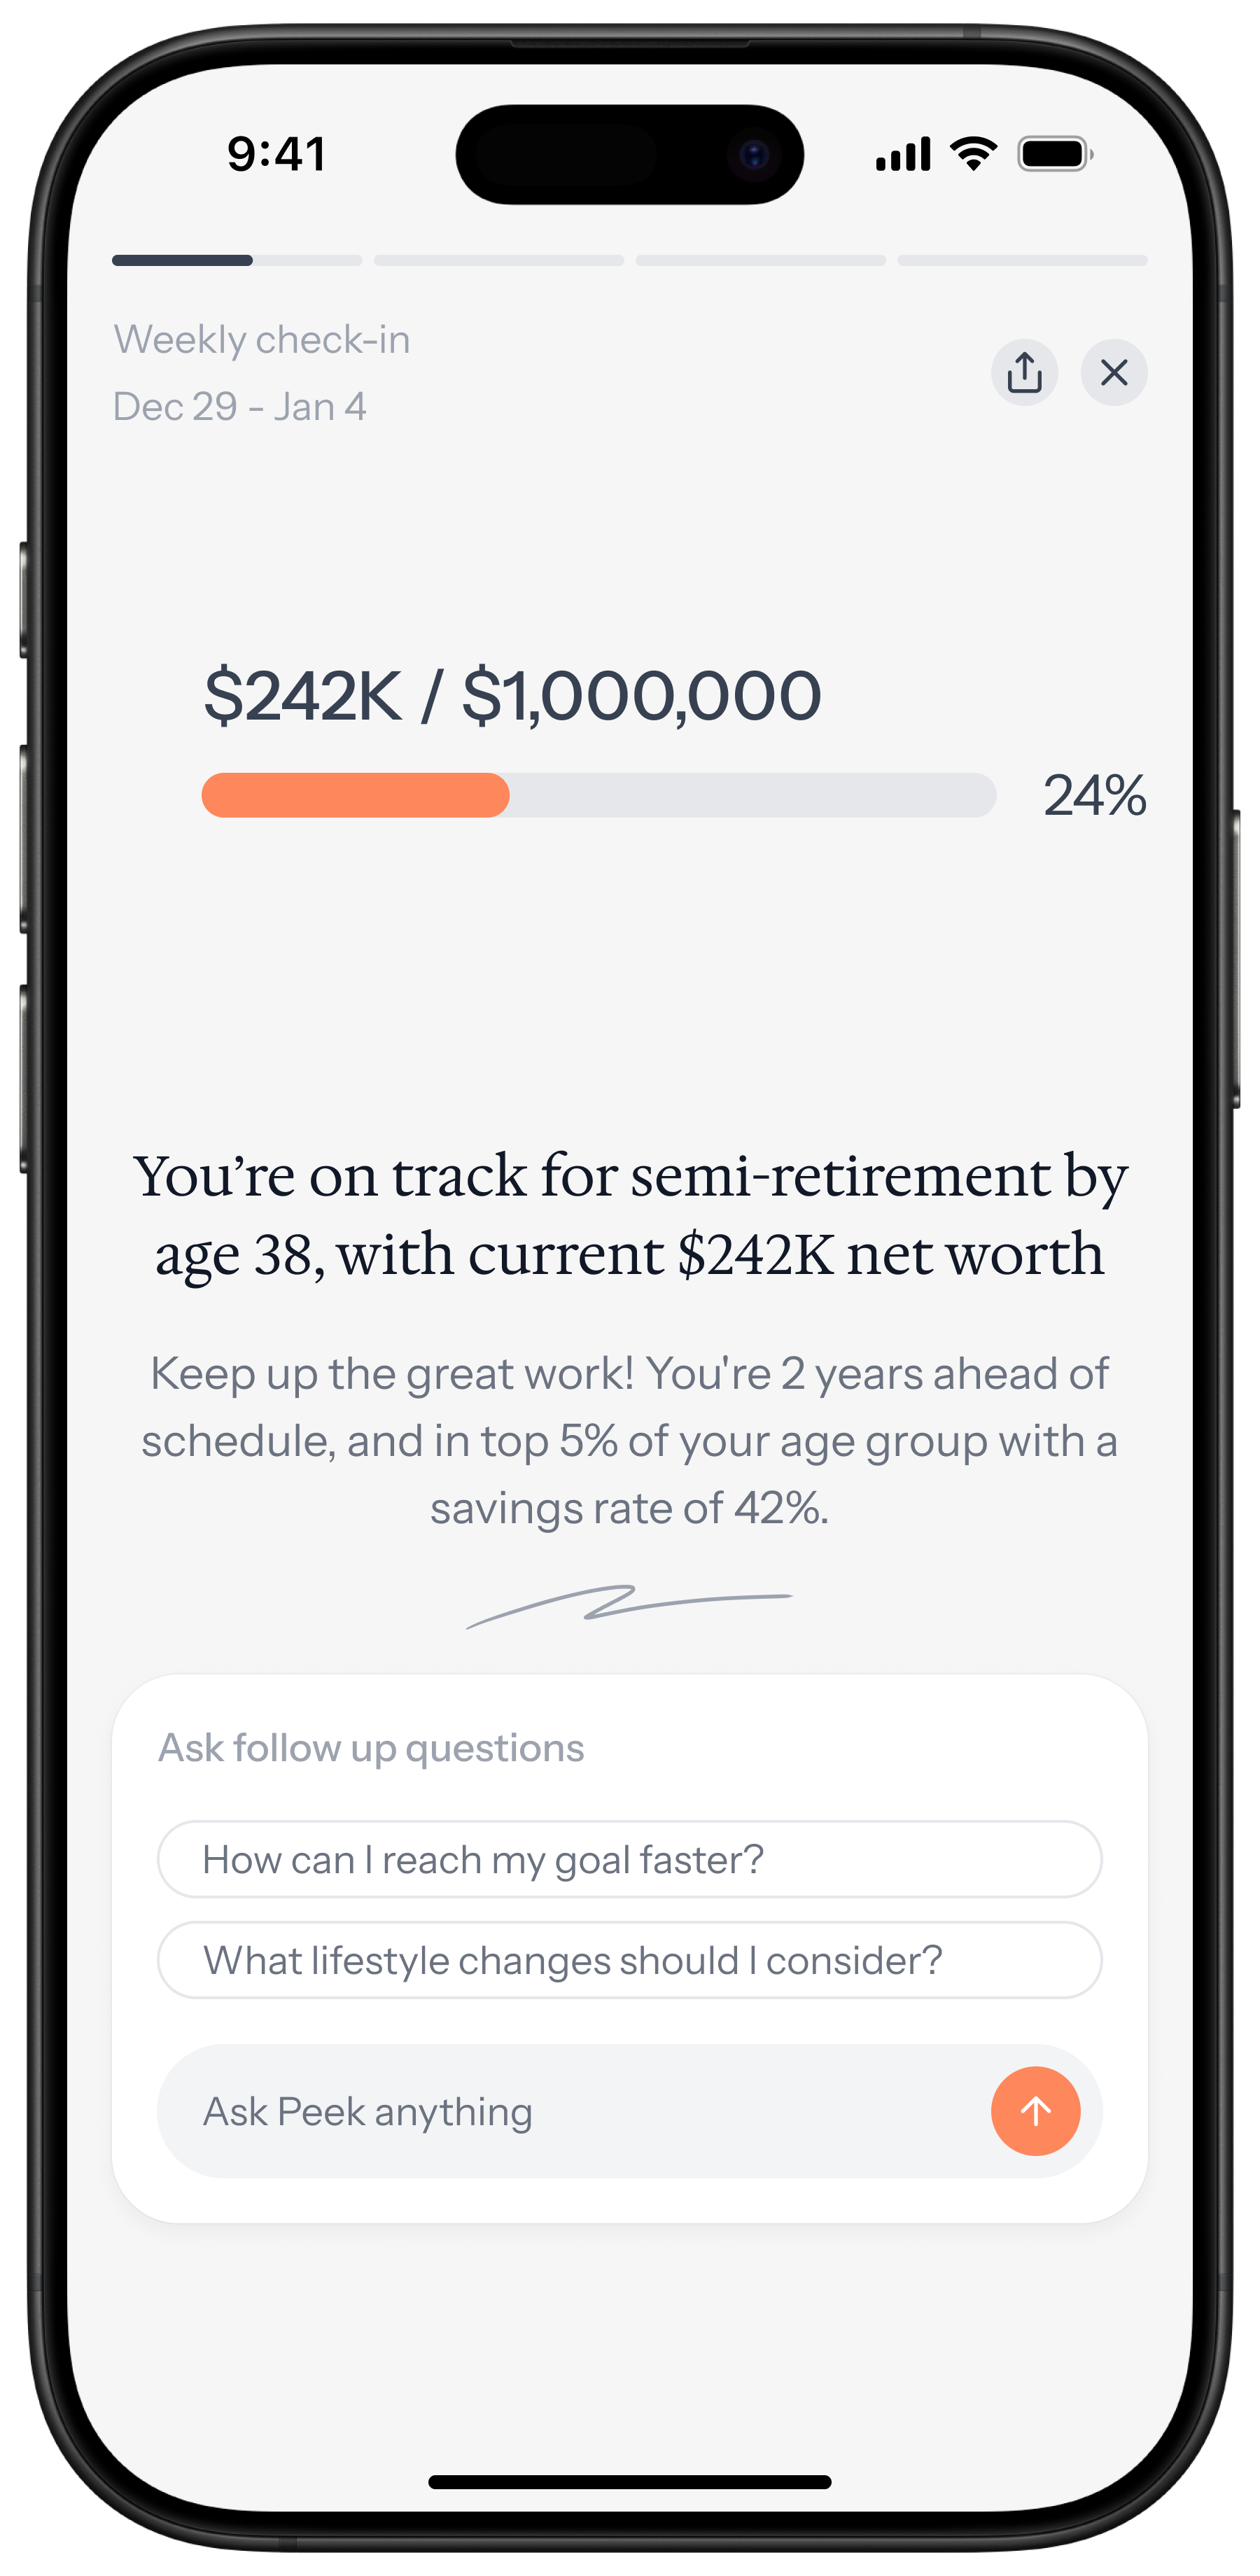 9:41
Weekly check-in
Dec 29 - Jan 4
$242K / $1,000,000
24%
You’re on track for semi-retirement by
age 38, with current $242K net worth
Keep up the great work! You're 2 years ahead of
schedule, and in top 5% of your age group with a
savings rate of 42%.
Ask follow up questions
How can I reach my goal faster?
What lifestyle changes should I consider?
Ask Peek anything